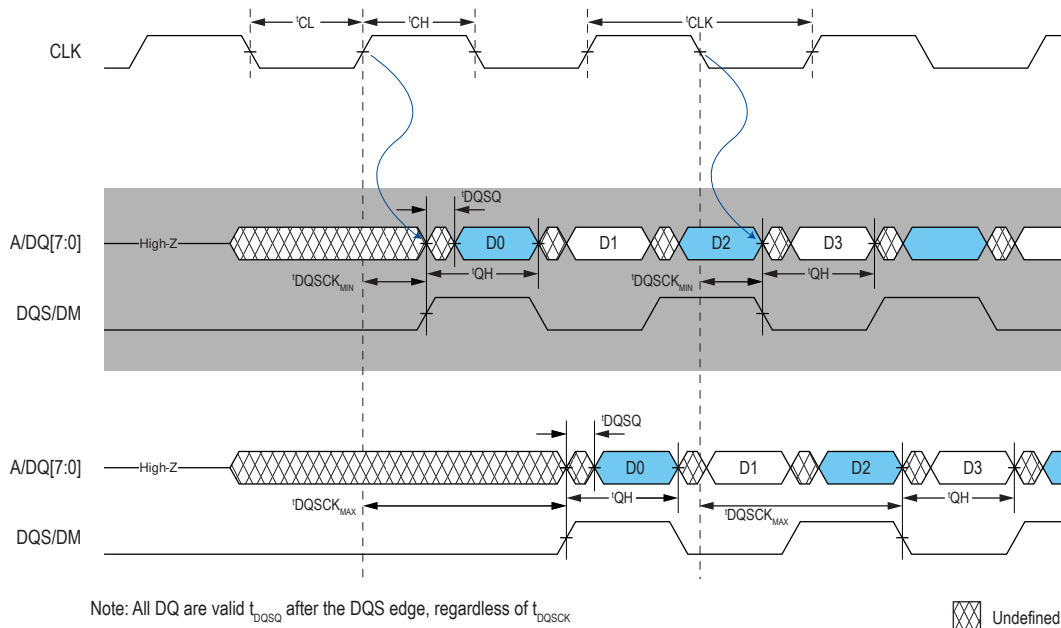 tCL tCH tCLK
CLK
tDQSQ
A/DQ[7:0] High-Z D0 D1 D2 D3
tDQSCKMIN tQH tDQSCKMIN tQH
DQS/DM
tDQSQ
A/DQ[7:0] High-Z D0 D1 D2 D3
tDQSCKMAX tQH tDQSCKMAX tQH
DQS/DM
Note: All DQ are valid tDQSQ after the DQS edge, regardless of tDQSCK
Undefined